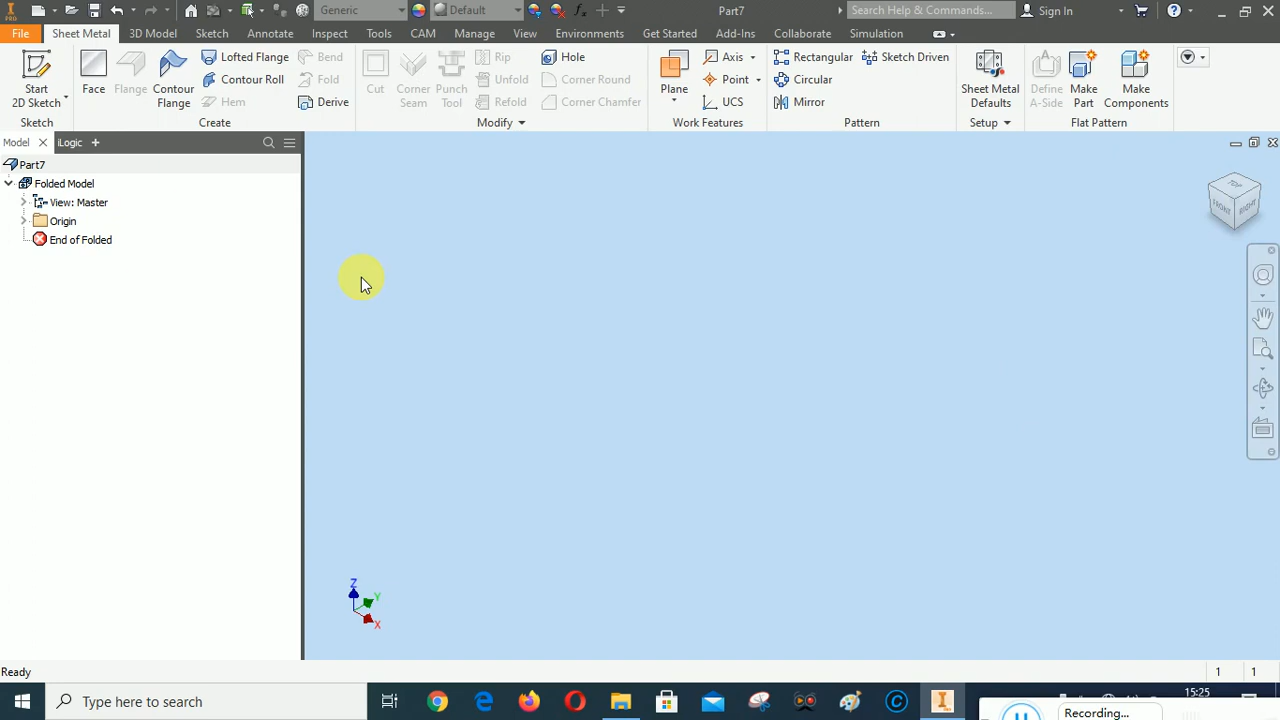 PRO Generic Default Part7 Search Help & Commands... Sign In
File Sheet Metal 3D Model Sketch Annotate Inspect Tools CAM Manage View Environments Get Started Add-Ins Collaborate Simulation
Start 2D Sketch
Face
Flange
Contour Flange
Lofted Flange
Contour Roll
Hem
Bend
Fold
Derive
Cut
Corner Seam
Punch Tool
Rip
Unfold
Refold
Hole
Corner Round
Corner Chamfer
Plane
Axis
Point
UCS
Rectangular
Circular
Mirror
Sketch Driven
Sheet Metal Defaults
Define A-Side
Make Part
Make Components
Sketch Create Modify Work Features Pattern Setup Flat Pattern
Model iLogic
Part7
Folded Model
View: Master
Origin
End of Folded
TOP
FRONT RIGHT
Z
Y
X
Ready 1 1
Type here to search
15:25
Recording...